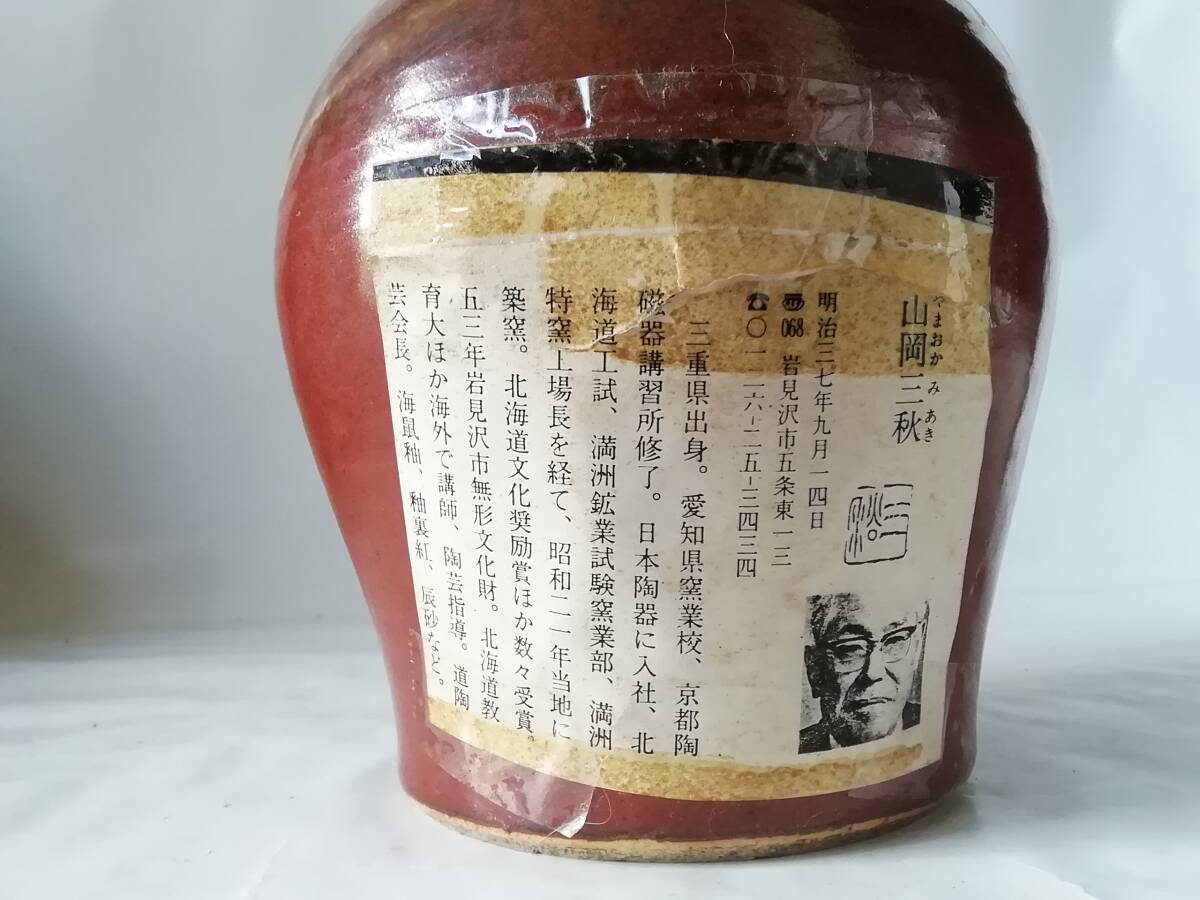 山岡三秋
やまおかみあき
明治三七年九月一四日
〠068 岩見沢市五条東一三
☎〇一二六-二五-三四三四
三重県出身。愛知県窯業校、京都陶
磁器講習所修了。日本陶器に入社、北
海道工試、満洲鉱業試験窯業部、満洲
特窯工場長を経て、昭和二一年当地に
築窯。北海道文化奨励賞ほか数々受賞。
五三年岩見沢市無形文化財。北海道教
育大ほか海外で講師、陶芸指導。道陶
芸会長。海鼠釉、釉裏紅、辰砂など。
三秋